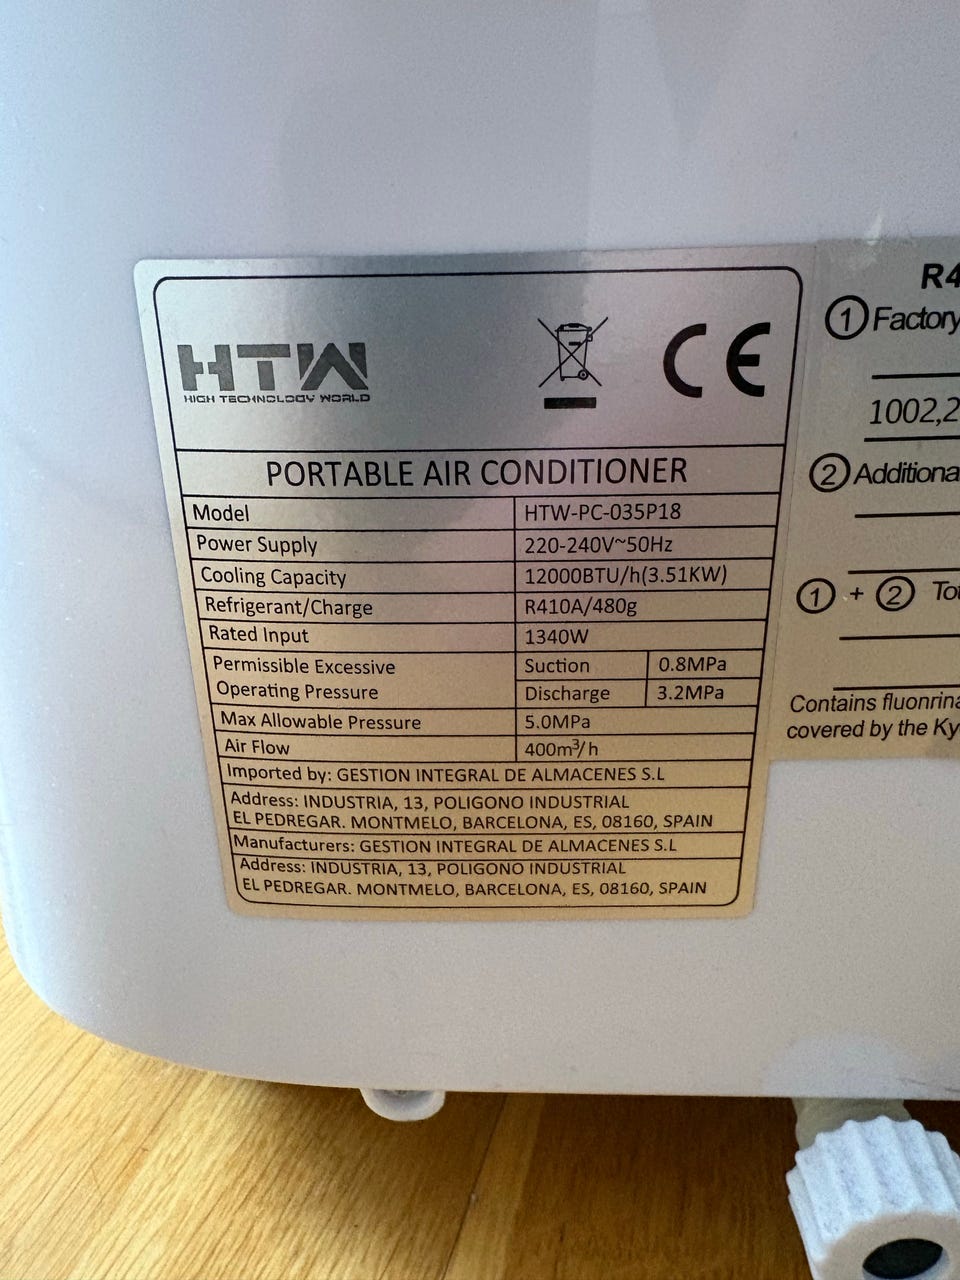 HTW
HIGH TECHNOLOGY WORLD
CE
PORTABLE AIR CONDITIONER
Model HTW-PC-035P18
Power Supply 220-240V~50Hz
Cooling Capacity 12000BTU/h(3.51KW)
Refrigerant/Charge R410A/480g
Rated Input 1340W
Permissible Excessive Operating Pressure Suction 0.8MPa
Discharge 3.2MPa
Max Allowable Pressure 5.0MPa
Air Flow 400m³/h
Imported by: GESTION INTEGRAL DE ALMACENES S.L
Address: INDUSTRIA, 13, POLIGONO INDUSTRIAL
EL PEDREGAR. MONTMELO, BARCELONA, ES, 08160, SPAIN
Manufacturers: GESTION INTEGRAL DE ALMACENES S.L
Address: INDUSTRIA, 13, POLIGONO INDUSTRIAL
EL PEDREGAR. MONTMELO, BARCELONA, ES, 08160, SPAIN
R4
① Factory
1002,2
② Additiona
① + ② To
Contains fluorina
covered by the Ky